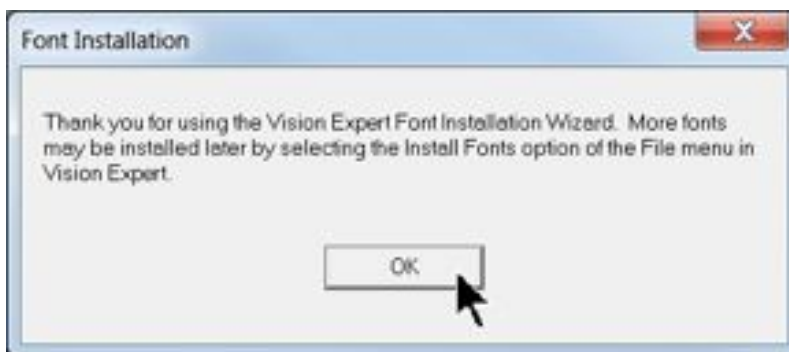 Font Installation
Thank you for using the Vision Expert Font Installation Wizard. More fonts
may be installed later by selecting the Install Fonts option of the File menu in
Vision Expert.
OK